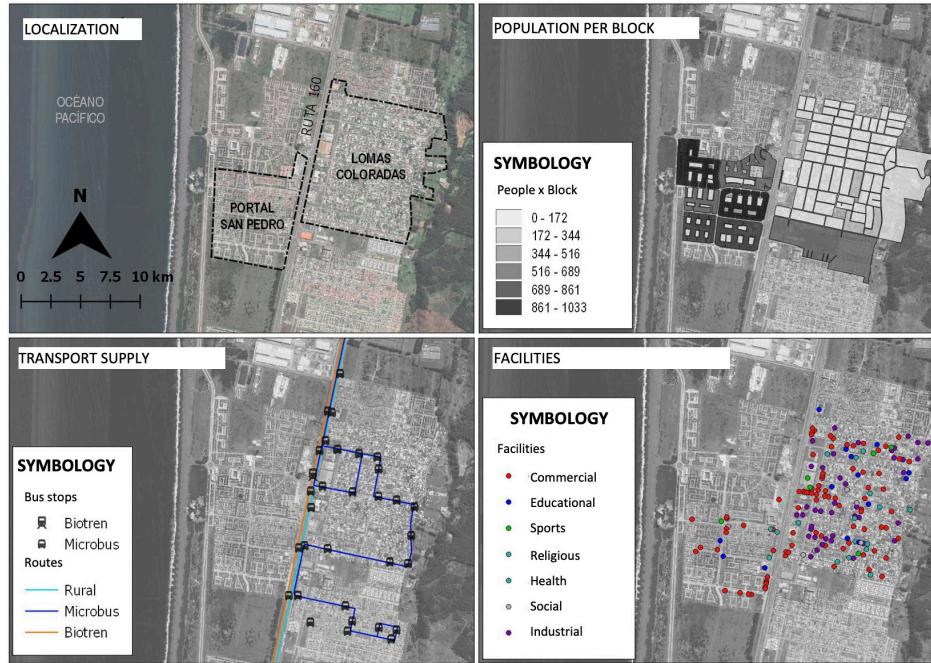 LOCALIZATION
OCÉANO
PACÍFICO
RUTA 160
LOMAS
COLORADAS
PORTAL
SAN PEDRO
N
0 2.5 5 7.5 10 km
POPULATION PER BLOCK
SYMBOLOGY
People x Block
0 - 172
172 - 344
344 - 516
516 - 689
689 - 861
861 - 1033
TRANSPORT SUPPLY
SYMBOLOGY
Bus stops
Biotren
Microbus
Routes
Rural
Microbus
Biotren
FACILITIES
SYMBOLOGY
Facilities
Commercial
Educational
Sports
Religious
Health
Social
Industrial